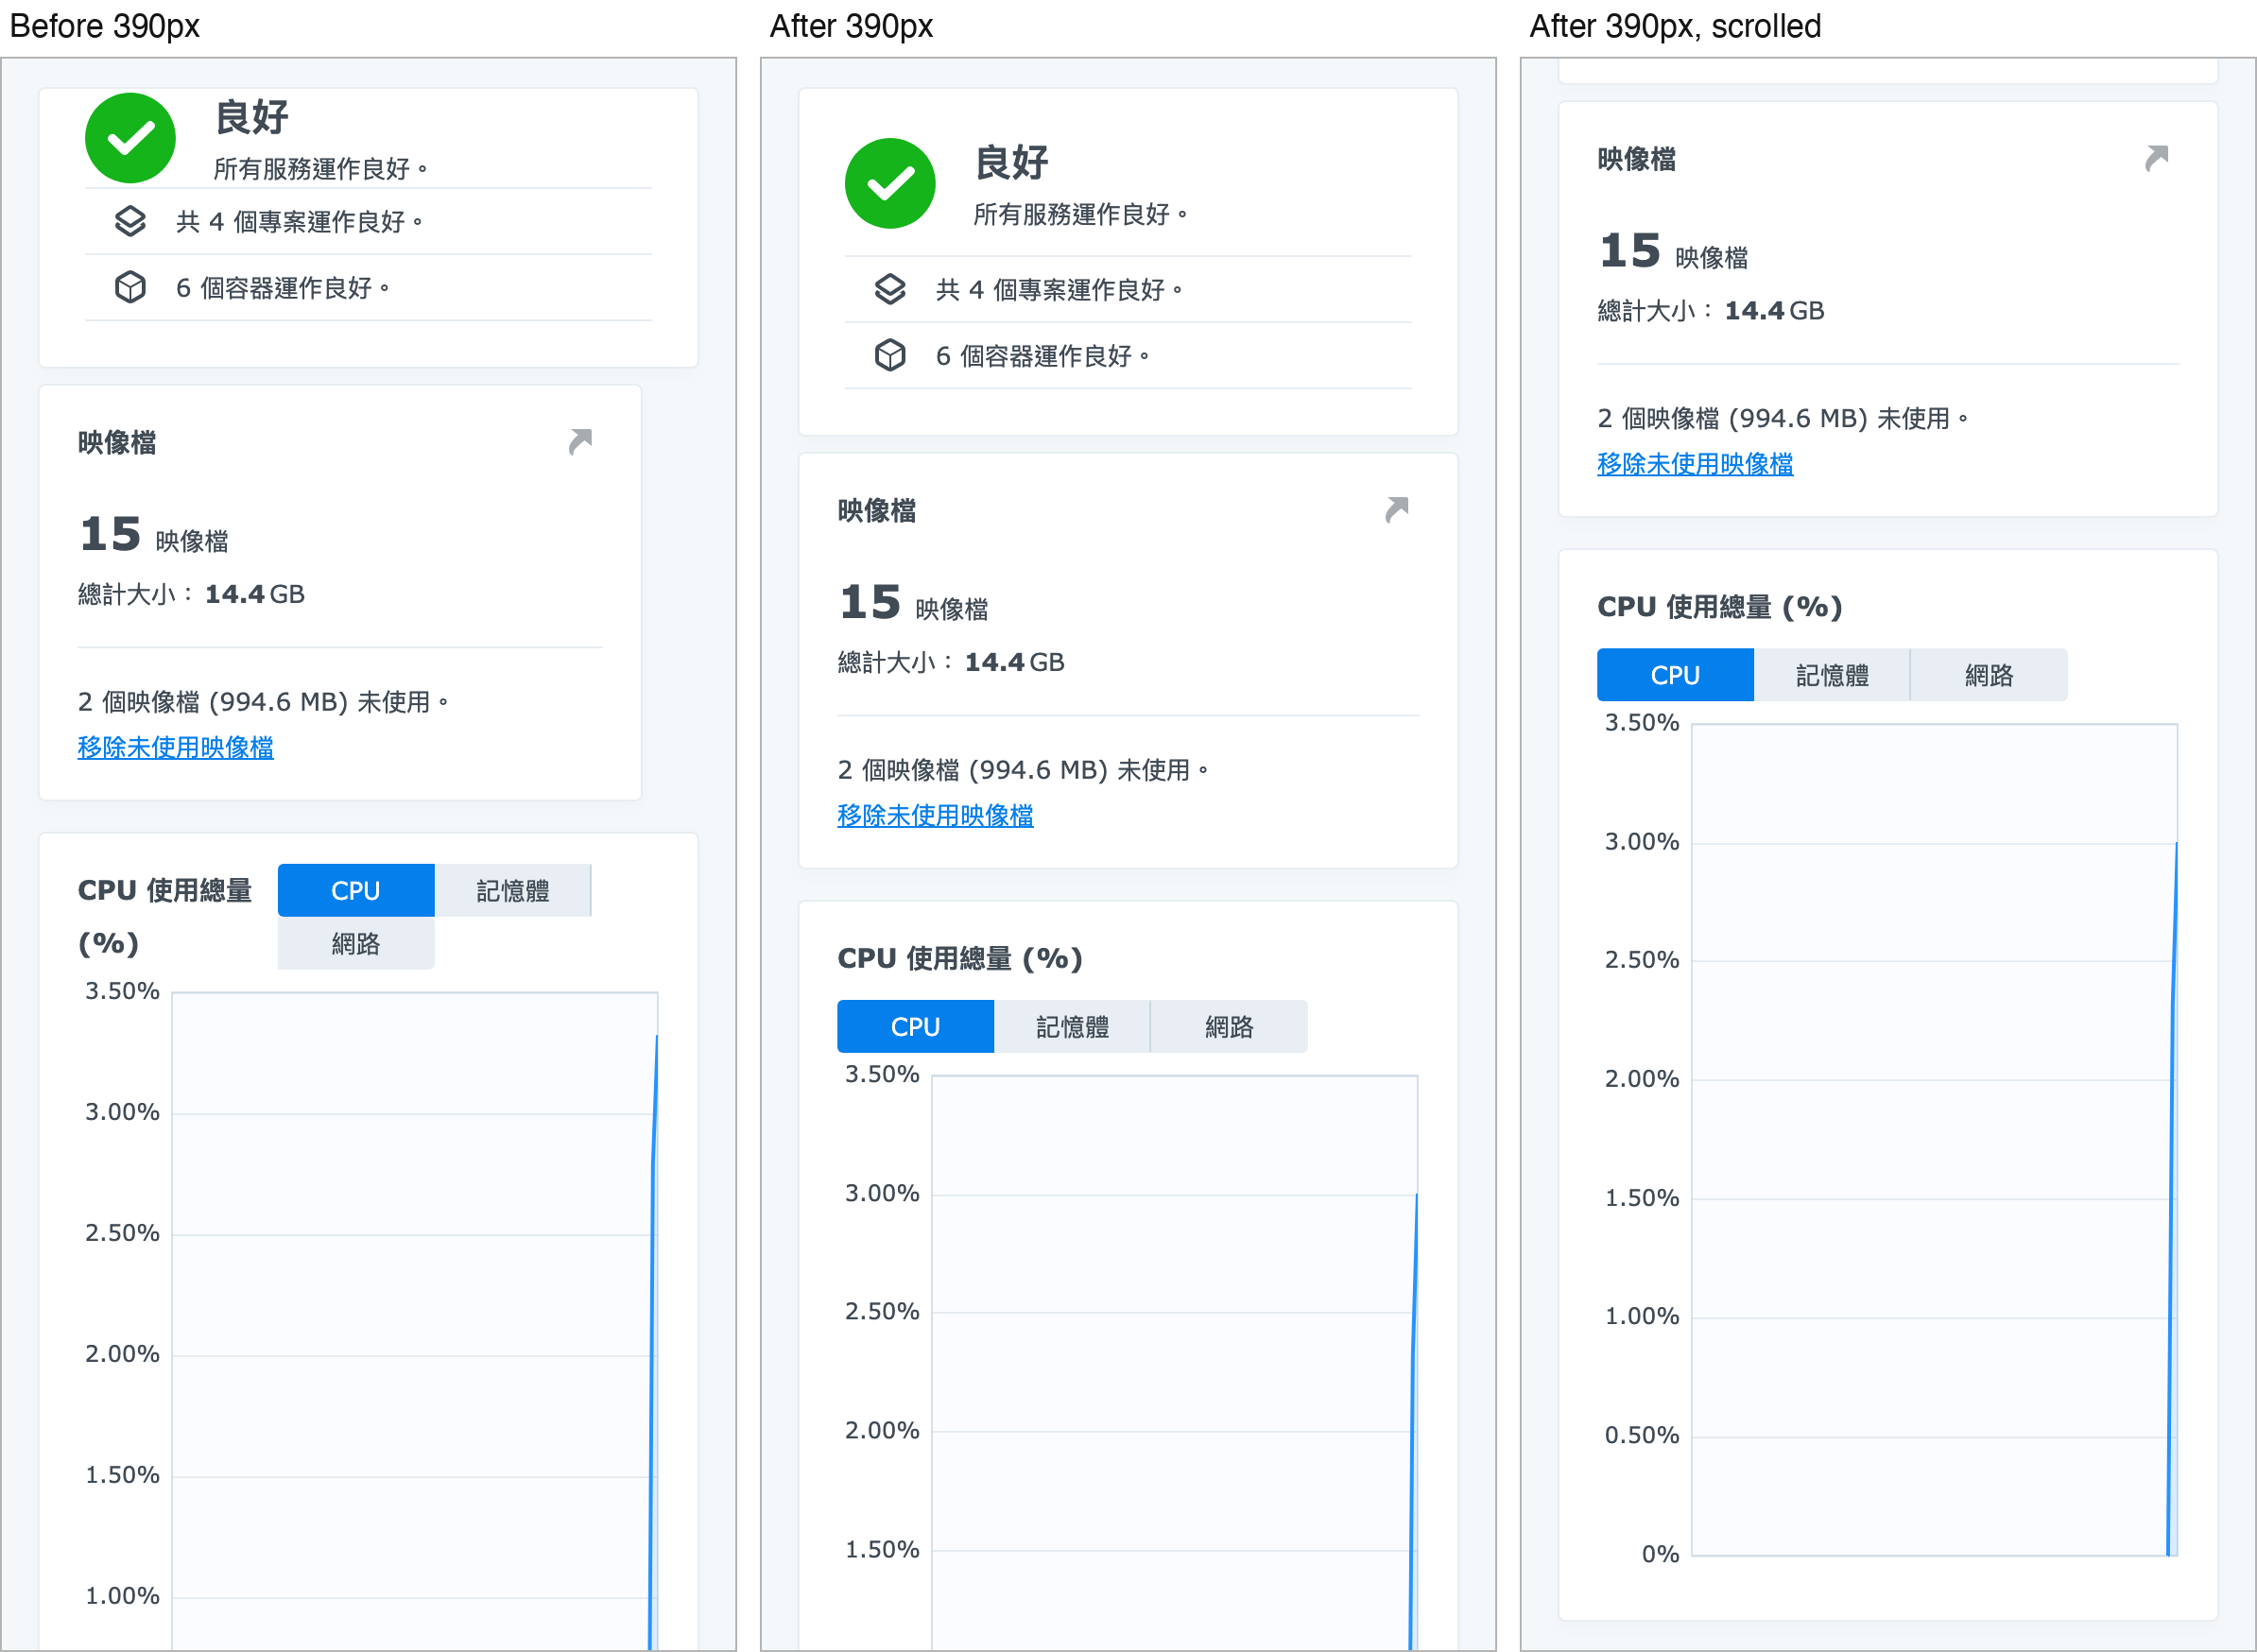 Before 390px
良好
所有服務運作良好。
共 4 個專案運作良好。
6 個容器運作良好。
映像檔
15 映像檔
總計大小： 14.4 GB
2 個映像檔 (994.6 MB) 未使用。
移除未使用映像檔
CPU 使用總量
(%)
CPU 記憶體
網路
3.50%
3.00%
2.50%
2.00%
1.50%
1.00%
After 390px
良好
所有服務運作良好。
共 4 個專案運作良好。
6 個容器運作良好。
映像檔
15 映像檔
總計大小： 14.4 GB
2 個映像檔 (994.6 MB) 未使用。
移除未使用映像檔
CPU 使用總量 (%)
CPU 記憶體 網路
3.50%
3.00%
2.50%
2.00%
1.50%
After 390px, scrolled
映像檔
15 映像檔
總計大小： 14.4 GB
2 個映像檔 (994.6 MB) 未使用。
移除未使用映像檔
CPU 使用總量 (%)
CPU 記憶體 網路
3.50%
3.00%
2.50%
2.00%
1.50%
1.00%
0.50%
0%